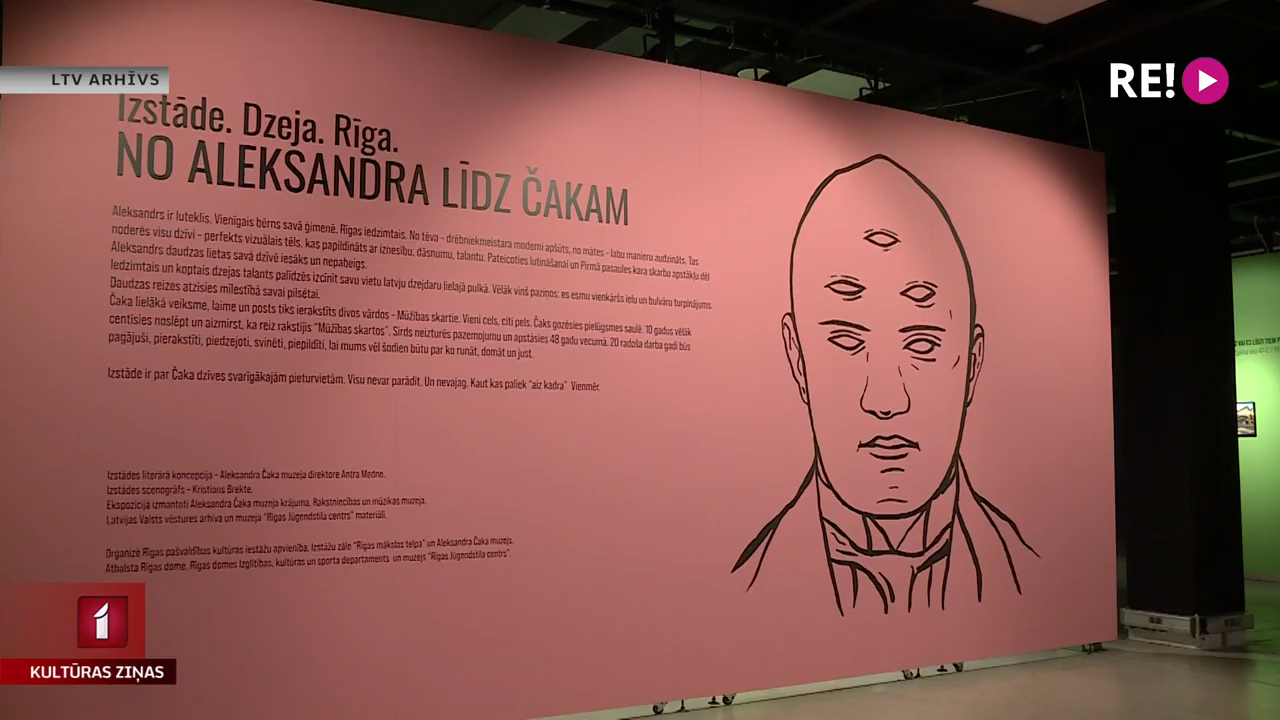 LTV ARHĪVS
RE!
Izstāde. Dzeja. Rīga.
NO ALEKSANDRA LĪDZ ČAKAM
Aleksandrs ir luteklis. Vienīgais bērns savā ģimenē. Rīgas iedzimtais. No tēva - drēbniekmeistara moderni apšūts, no mātes - labu manieru audzināts. Tas
noderēs visu dzīvi - perfekts vizuālais tēls, kas papildināts ar iznesību, dāsnumu, talantu. Pateicoties lutināšanai un Pirmā pasaules kara skarbo apstākļu dēļ
Aleksandrs daudzas lietas savā dzīvē iesāks un nepabeigs.
Iedzimtais un koptais dzejas talants palīdzēs izcīnīt savu vietu latvju dzejdaru lielajā pulkā. Vēlāk viņš paziņos: es esmu vienkāršs ielu un bulvāru turpinājums.
Daudzas reizes atzīsies mīlestībā savai pilsētai.
Čaka lielākā veiksme, laime un posts tiks ierakstīts divos vārdos - Mūžības skartie. Vieni cels, citi pels. Čaks gozēsies pielūgsmes saulē. 10 gadus vēlāk
centīsies noslēpt un aizmirst, ka reiz rakstījis "Mūžības skartos". Sirds neizturēs pazemojumu un apstāsies 48 gadu vecumā. 20 radoša darba gadi būs
pagājuši, pierakstīti, piedzejoti, svinēti, piepildīti, lai mums vēl šodien būtu par ko runāt, domāt un just.
Izstāde ir par Čaka dzīves svarīgākajām pieturvietām. Visu nevar parādīt. Un nevajag. Kaut kas paliek "aiz kadra" Vienmēr.
Izstādes literārā koncepcija - Aleksandra Čaka muzeja direktore Antra Medne.
Izstādes scenogrāfs - Kristians Brekte.
Ekspozīcijā izmantoti Aleksandra Čaka muzeja krājuma, Rakstniecības un mūzikas muzeja,
Latvijas Valsts vēstures arhīva un muzeja "Rīgas Jūgendstila centrs" materiāli.
Organizē Rīgas pašvaldības kultūras iestāžu apvienība, Izstāžu zāle "Rīgas mākslas telpa" un Aleksandra Čaka muzejs.
Atbalsta Rīgas dome, Rīgas domes Izglītības, kultūras un sporta departaments un muzejs "Rīgas Jūgendstila centrs".
1
KULTŪRAS ZIŅAS